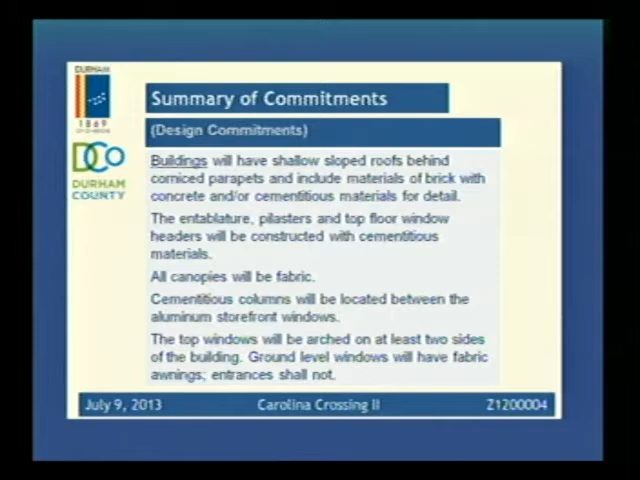 DURHAM
1869
CITY OF MEDICINE
DCO
DURHAM
COUNTY
Summary of Commitments
(Design Commitments)
Buildings will have shallow sloped roofs behind
corniced parapets and include materials of brick with
concrete and/or cementitious materials for detail.
The entablature, pilasters and top floor window
headers will be constructed with cementitious
materials.
All canopies will be fabric.
Cementitious columns will be located between the
aluminum storefront windows.
The top windows will be arched on at least two sides
of the building. Ground level windows will have fabric
awnings; entrances shall not.
July 9, 2013
Carolina Crossing II
Z1200004